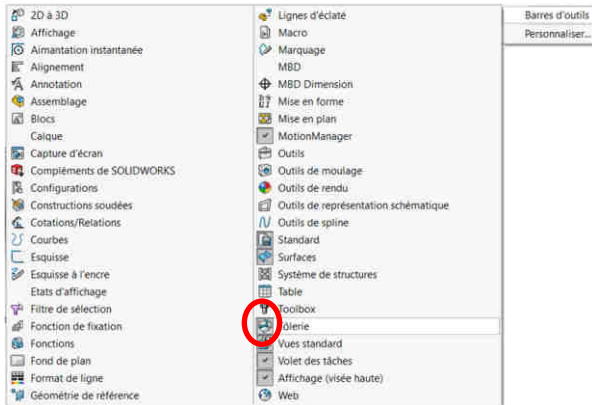 2D à 3D
Affichage
Aimantation instantanée
Alignement
Annotation
Assemblage
Blocs
Calque
Capture d'écran
Compléments de SOLIDWORKS
Configurations
Constructions soudées
Cotations/Relations
Courbes
Esquisse
Esquisse à l'encre
Etats d'affichage
Filtre de sélection
Fonction de fixation
Fonctions
Fond de plan
Format de ligne
Géométrie de référence
Lignes d'éclaté
Macro
Marquage
MBD
MBD Dimension
Mise en forme
Mise en plan
MotionManager
Outils
Outils de moulage
Outils de rendu
Outils de représentation schématique
Outils de spline
Standard
Surfaces
Système de structures
Table
Toolbox
Tôlerie
Vues standard
Volet des tâches
Affichage (visée haute)
Web
Barres d'outils
Personnaliser...